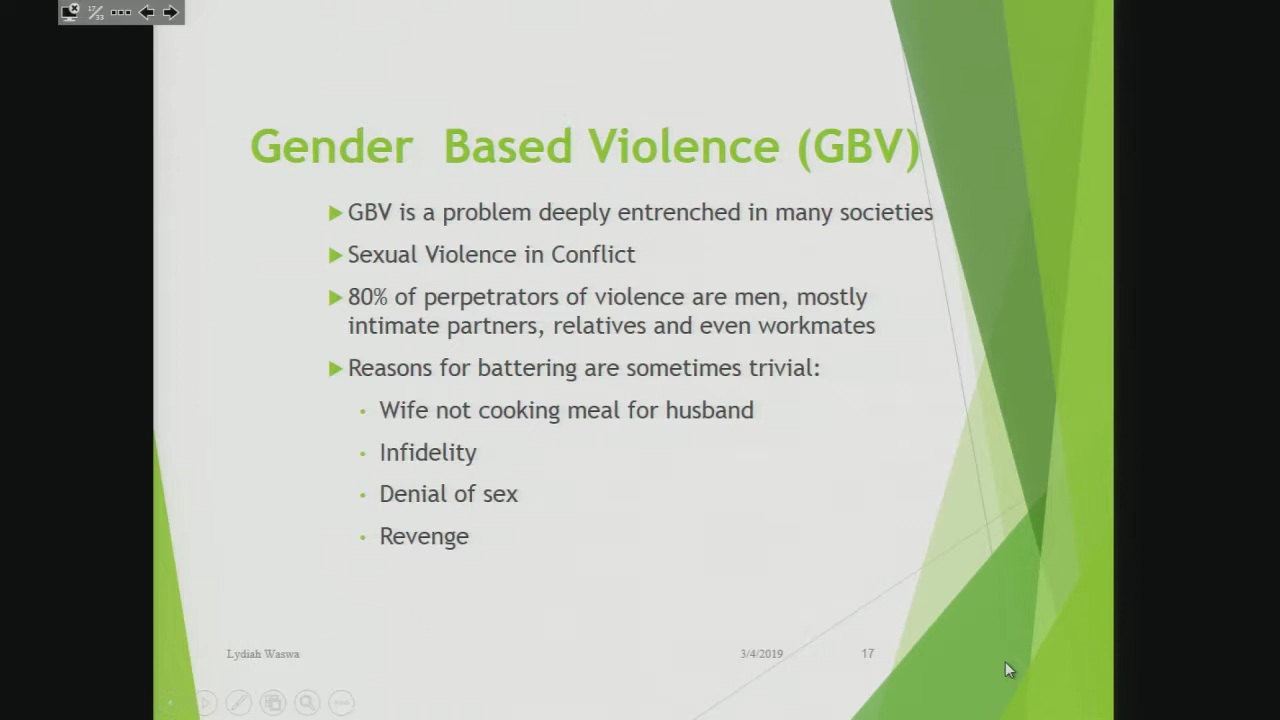 17/33
Gender Based Violence (GBV)
GBV is a problem deeply entrenched in many societies
Sexual Violence in Conflict
80% of perpetrators of violence are men, mostly
intimate partners, relatives and even workmates
Reasons for battering are sometimes trivial:
Wife not cooking meal for husband
Infidelity
Denial of sex
Revenge
Lydiah Waswa
3/4/2019
17